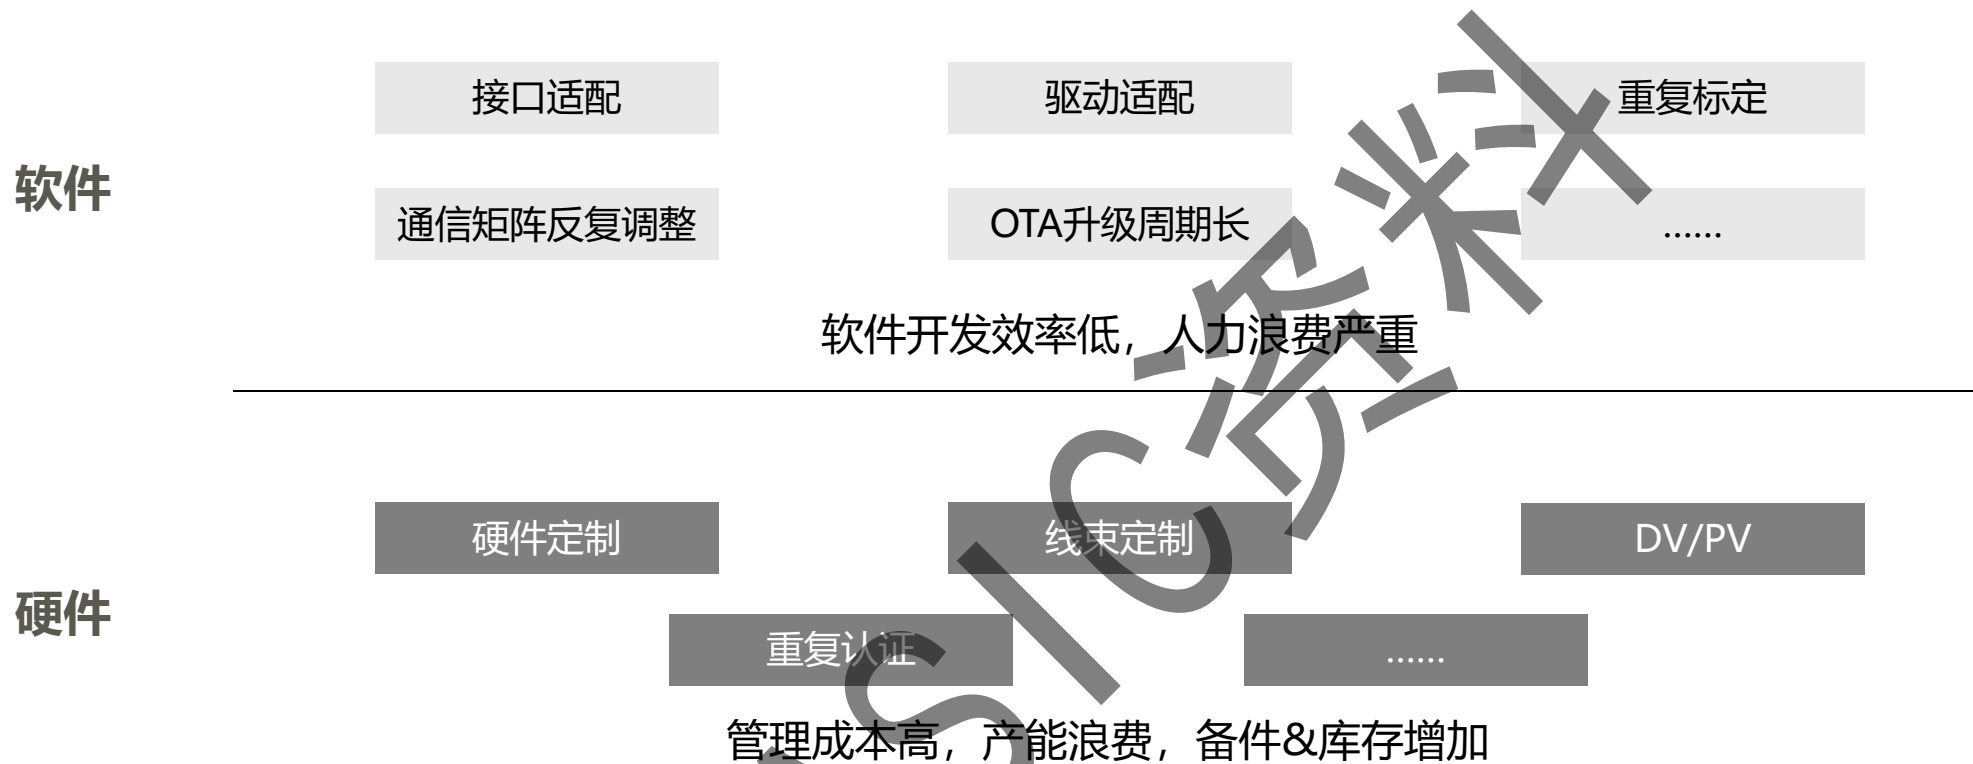 接口适配
驱动适配
重复标定
软件
通信矩阵反复调整
OTA升级周期长
......
软件开发效率低，人力浪费严重
硬件定制
线束定制
DV/PV
硬件
重复认证
......
管理成本高，产能浪费，备件&库存增加
SIC资料